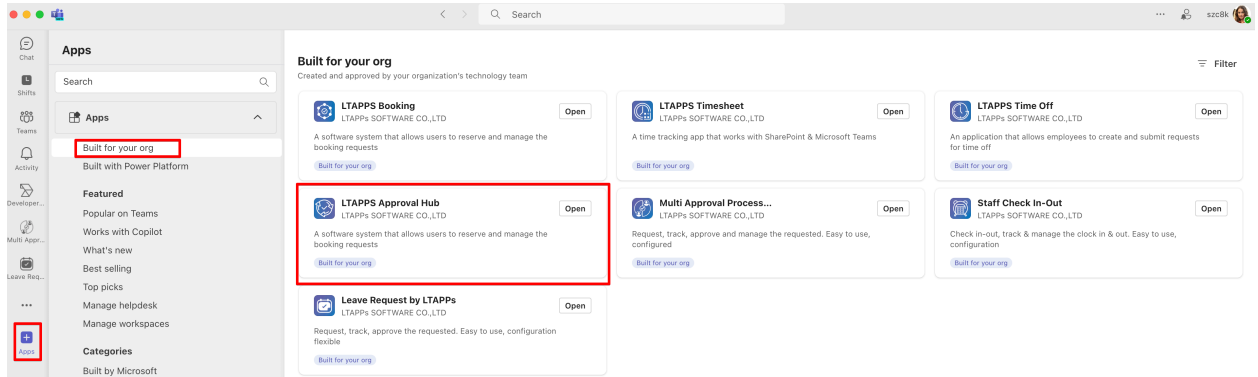 Search
szc8k
Chat
Shifts
Teams
Activity
Developer...
Multi Appr...
Leave Req...
Apps
Apps
Search
Apps
Built for your org
Built with Power Platform
Featured
Popular on Teams
Works with Copilot
What's new
Best selling
Top picks
Manage helpdesk
Manage workspaces
Categories
Built by Microsoft
Built for your org
Created and approved by your organization's technology team
Filter
LTAPPS Booking
LTAPPs SOFTWARE CO.,LTD
Open
A software system that allows users to reserve and manage the
booking requests
Built for your org
LTAPPS Timesheet
LTAPPs SOFTWARE CO.,LTD
Open
A time tracking app that works with SharePoint & Microsoft Teams
Built for your org
LTAPPS Time Off
LTAPPs SOFTWARE CO.,LTD
Open
An application that allows employees to create and submit requests
for time off
Built for your org
LTAPPS Approval Hub
LTAPPs SOFTWARE CO.,LTD
Open
A software system that allows users to reserve and manage the
booking requests
Built for your org
Multi Approval Process...
LTAPPs SOFTWARE CO.,LTD
Open
Request, track, approve and manage the requested. Easy to use,
configured
Built for your org
Staff Check In-Out
LTAPPs SOFTWARE CO.,LTD
Open
Check in-out, track & manage the clock in & out. Easy to use,
configuration
Built for your org
Leave Request by LTAPPs
LTAPPs SOFTWARE CO.,LTD
Open
Request, track, approve the requested. Easy to use, configuration
flexible
Built for your org